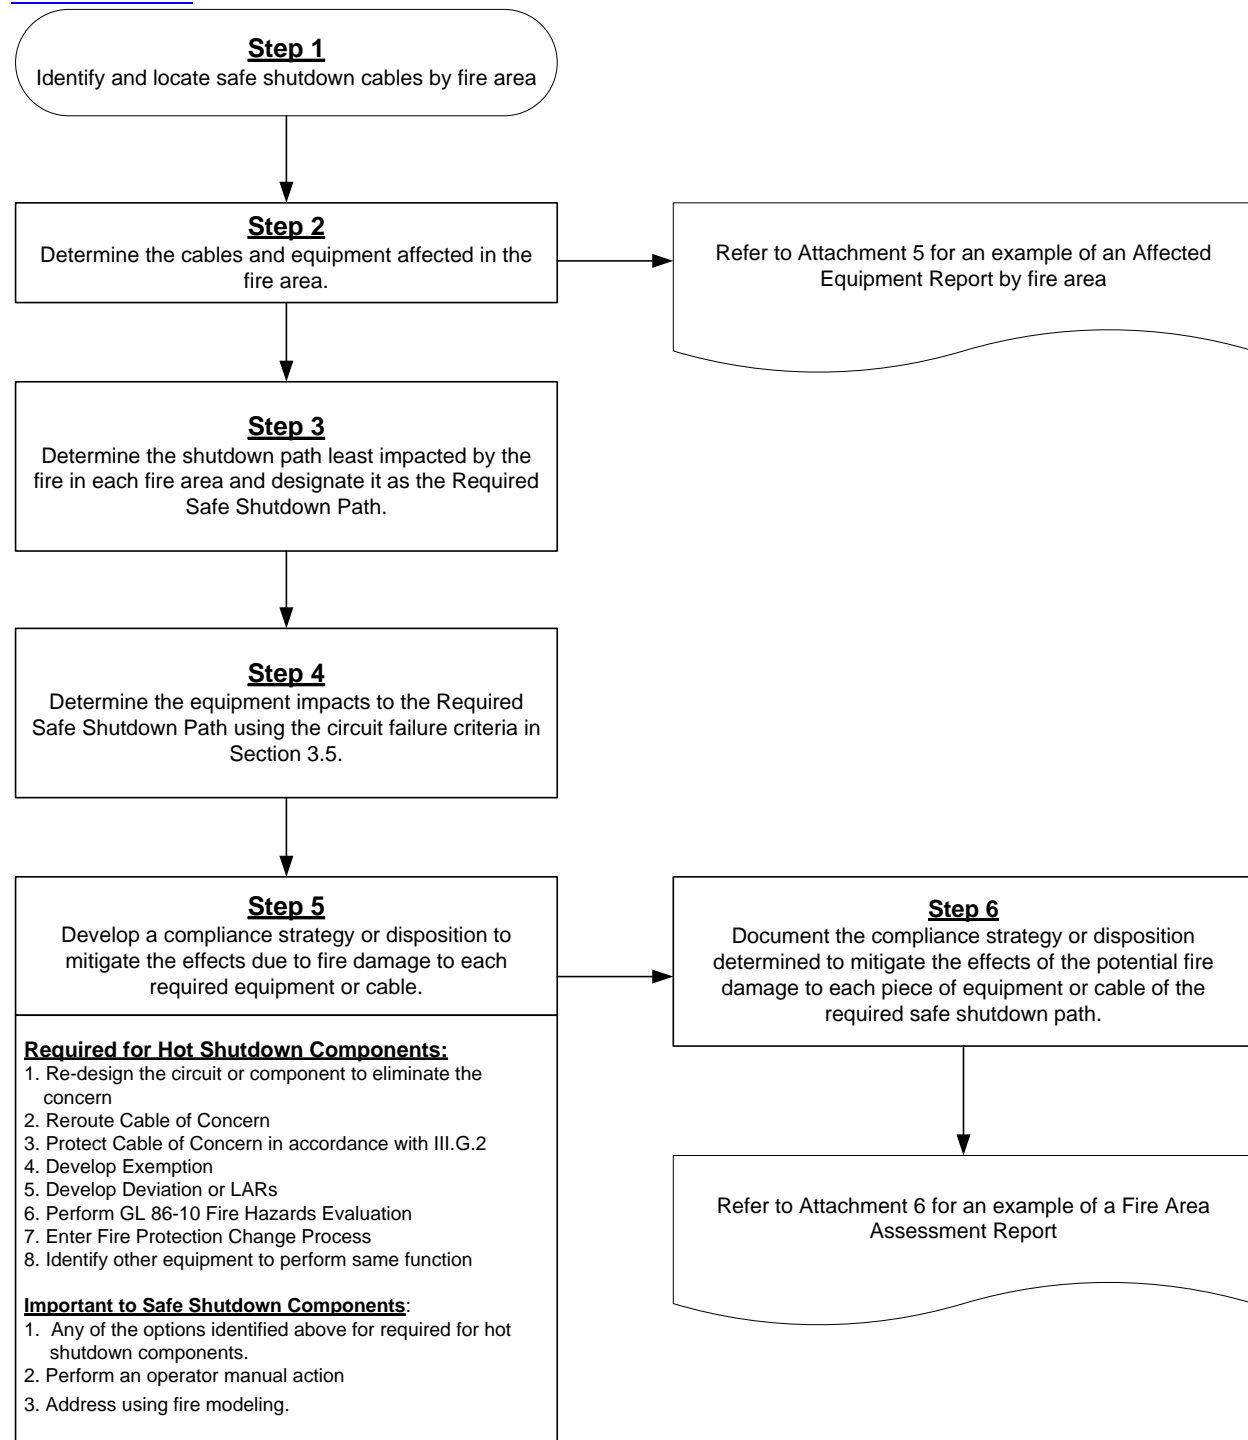 Step 1
Identify and locate safe shutdown cables by fire area
Step 2
Determine the cables and equipment affected in the
fire area.
Refer to Attachment 5 for an example of an Affected
Equipment Report by fire area
Step 3
Determine the shutdown path least impacted by the
fire in each fire area and designate it as the Required
Safe Shutdown Path.
Step 4
Determine the equipment impacts to the Required
Safe Shutdown Path using the circuit failure criteria in
Section 3.5.
Step 5
Develop a compliance strategy or disposition to
mitigate the effects due to fire damage to each
required equipment or cable.
Required for Hot Shutdown Components:
1. Re-design the circuit or component to eliminate the
concern
2. Reroute Cable of Concern
3. Protect Cable of Concern in accordance with III.G.2
4. Develop Exemption
5. Develop Deviation or LARs
6. Perform GL 86-10 Fire Hazards Evaluation
7. Enter Fire Protection Change Process
8. Identify other equipment to perform same function
Important to Safe Shutdown Components:
1. Any of the options identified above for required for hot
shutdown components.
2. Perform an operator manual action
3. Address using fire modeling.
Step 6
Document the compliance strategy or disposition
determined to mitigate the effects of the potential fire
damage to each piece of equipment or cable of the
required safe shutdown path.
Refer to Attachment 6 for an example of a Fire Area
Assessment Report